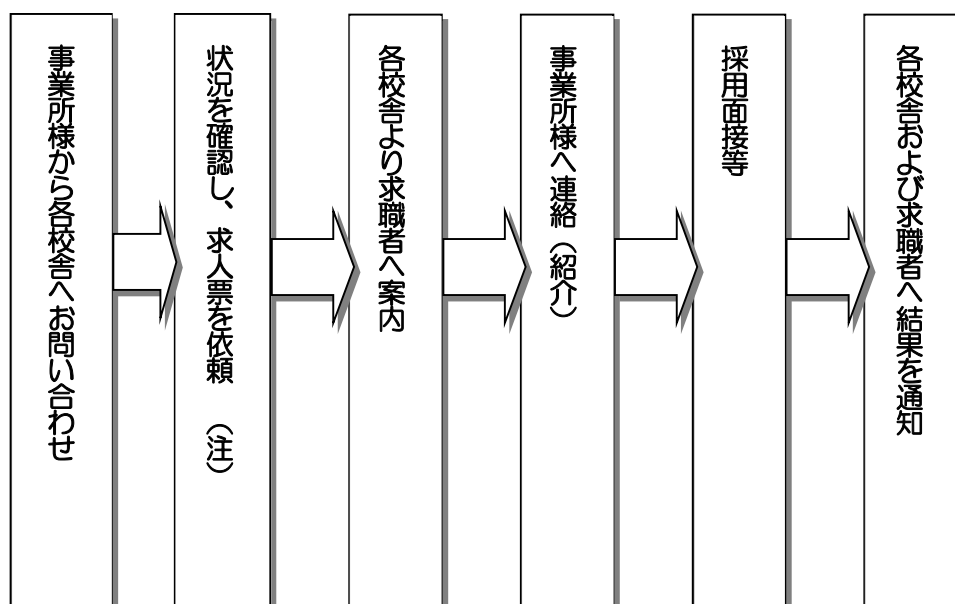 事業所様から各校舎へお問い合わせ
状況を確認し、求人票を依頼　（注）
各校舎より求職者へ案内
事業所様へ連絡（紹介）
採用面接等
各校舎および求職者へ結果を通知